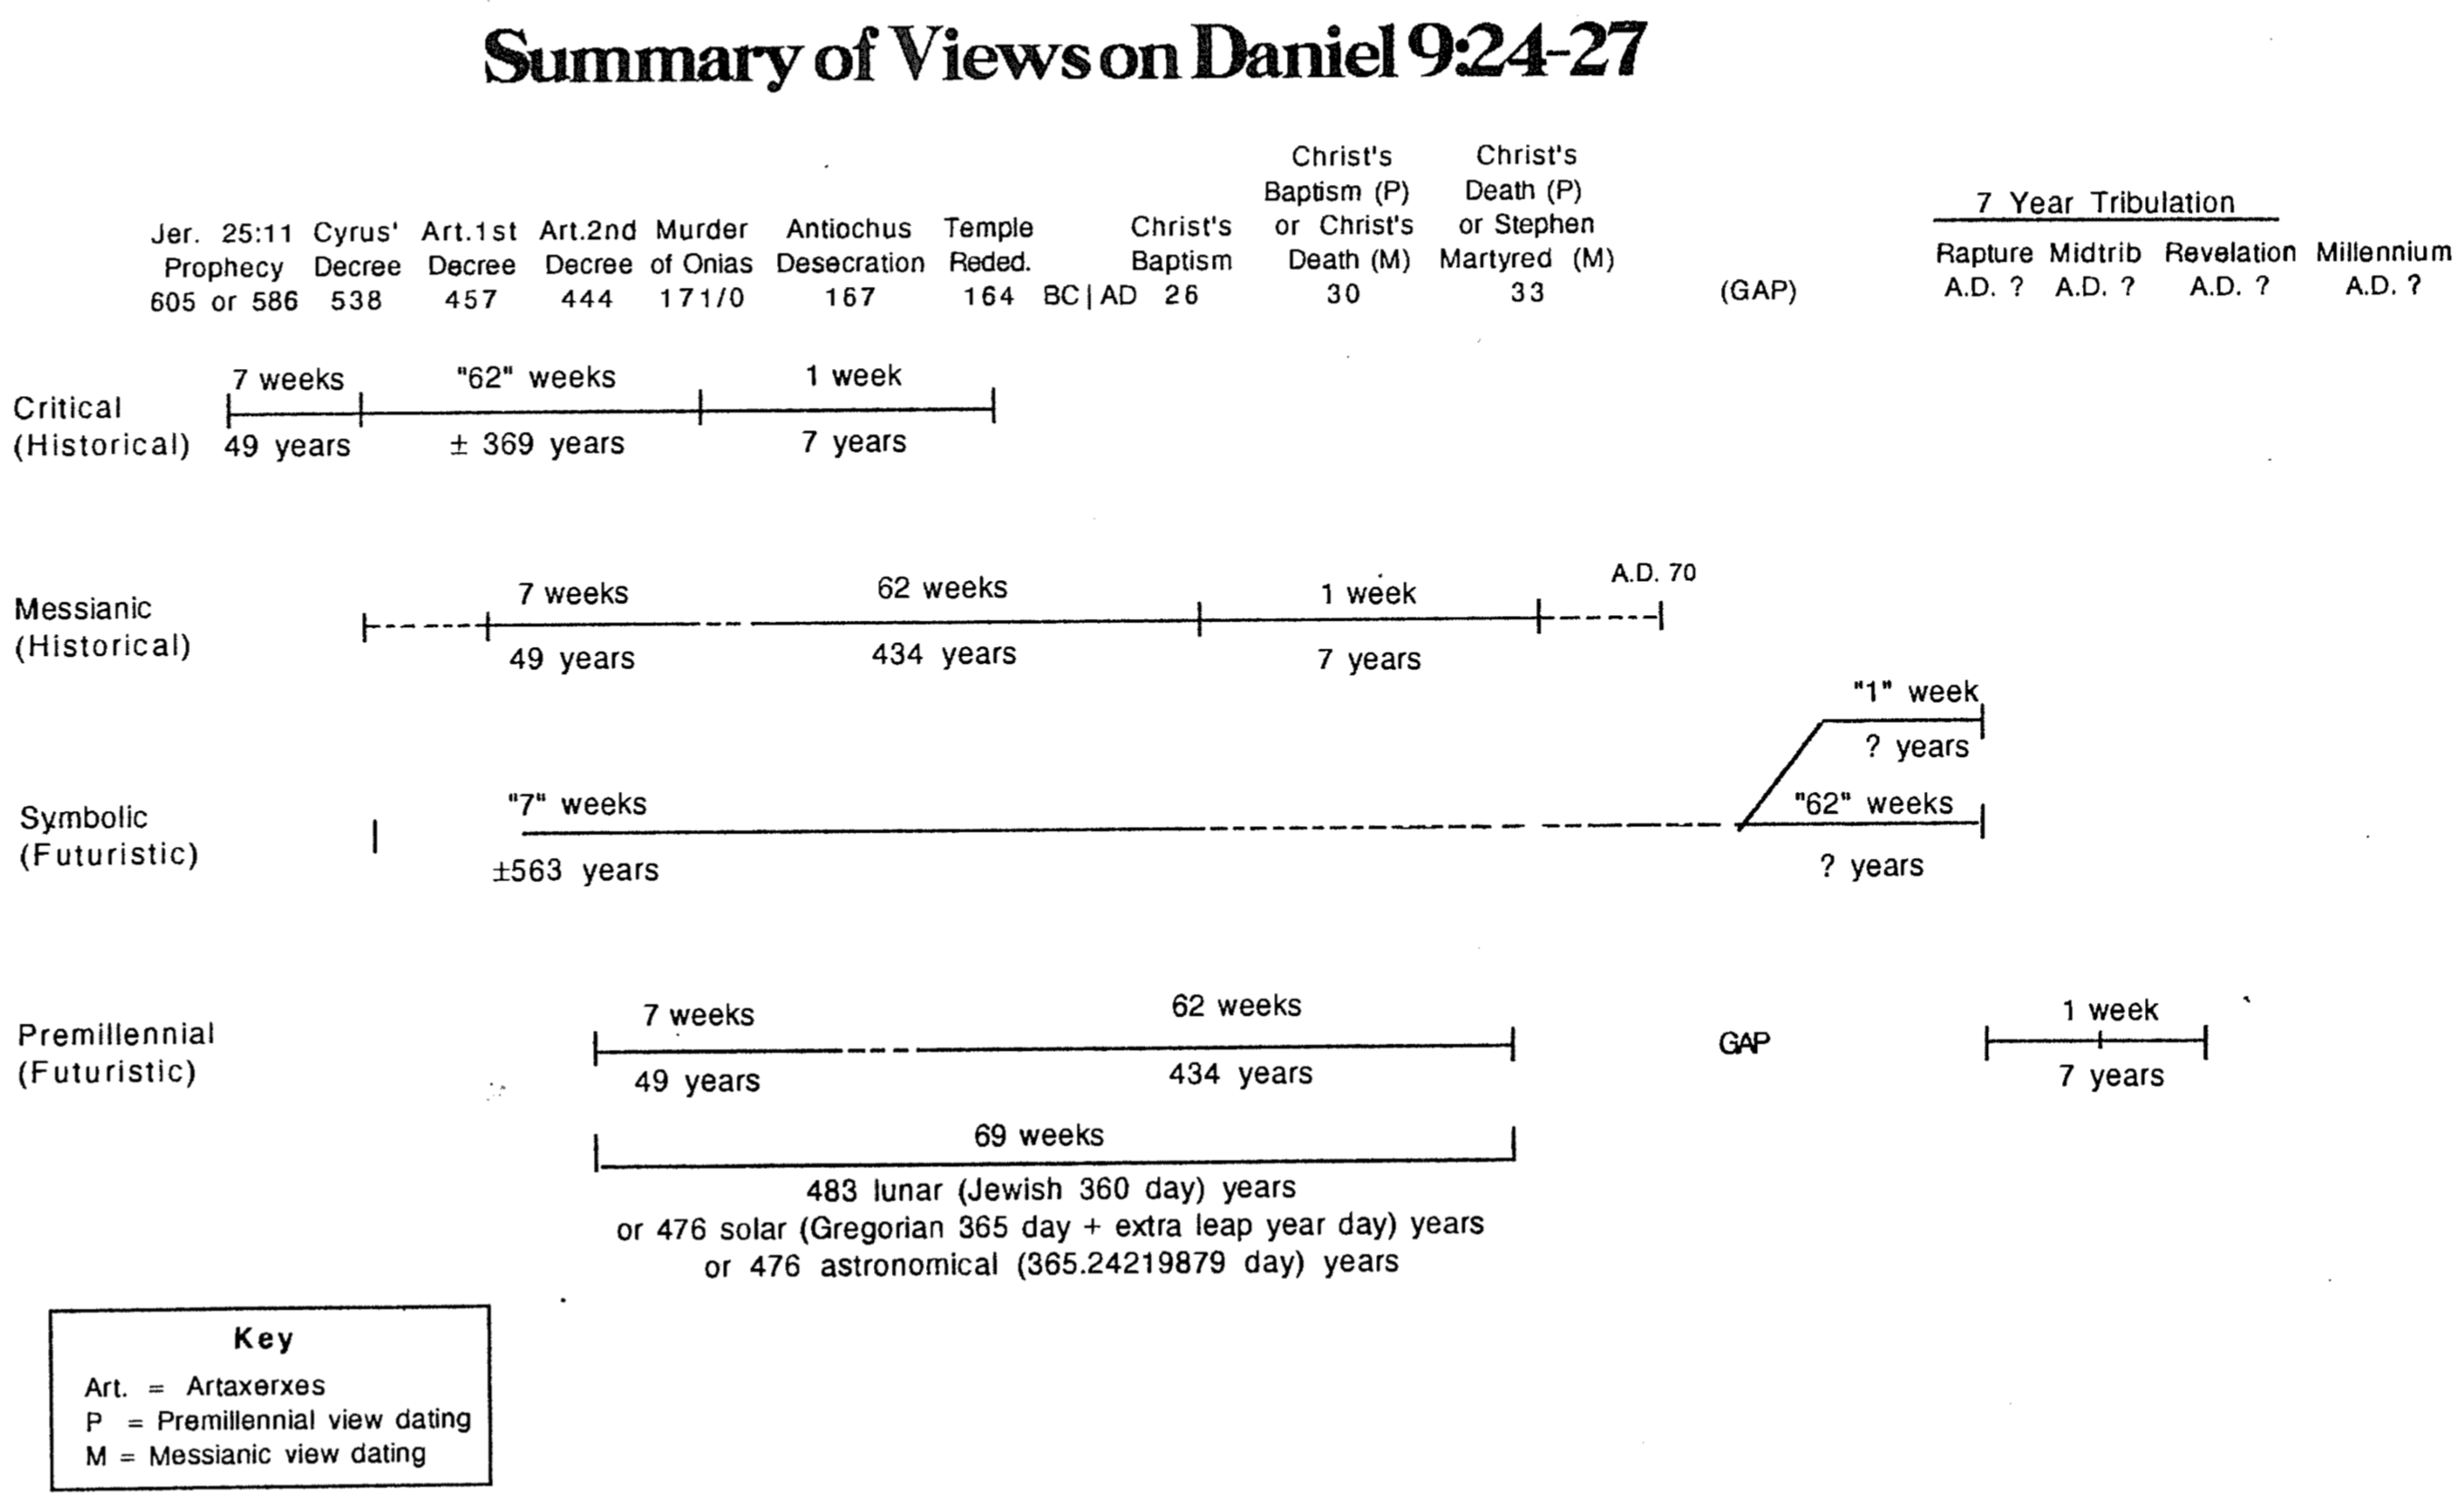 Summary of Views on Daniel 9:24-27
Christ's Christ's
Baptism (P) Death (P)
7 Year Tribulation
Jer. 25:11 Cyrus' Art.1st Art.2nd Murder Antiochus Temple Christ's or Christ's or Stephen
Prophecy Decree Decree Decree of Onias Desecration Reded. Baptism Death (M) Martyred (M) Rapture Midtrib Revelation Millennium
605 or 586 538 457 444 171/0 167 164 BC | AD 26 30 33 (GAP) A.D. ? A.D. ? A.D. ? A.D. ?
7 weeks "62" weeks 1 week
Critical
(Historical) 49 years ± 369 years 7 years
A.D. 70
7 weeks 62 weeks 1 week
Messianic
(Historical)
49 years 434 years 7 years
"1" week
? years
"7" weeks "62" weeks
Symbolic
(Futuristic)
±563 years ? years
7 weeks 62 weeks 1 week
Premillennial GAP
(Futuristic)
49 years 434 years 7 years
69 weeks
483 lunar (Jewish 360 day) years
or 476 solar (Gregorian 365 day + extra leap year day) years
or 476 astronomical (365.24219879 day) years
Key
Art. = Artaxerxes
P = Premillennial view dating
M = Messianic view dating